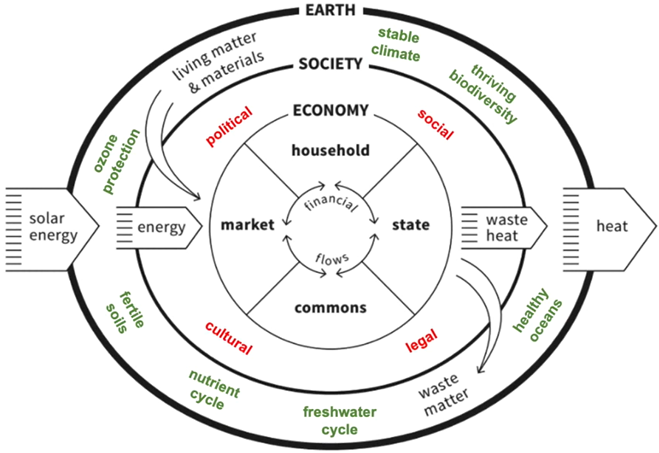 EARTH
living matter
& materials
stable
climate
thriving
biodiversity
SOCIETY
ECONOMY
political
social
ozone
protection
household
solar
energy
energy
market
financial
state
waste
heat
heat
flows
commons
fertile
soils
cultural
legal
healthy
oceans
nutrient
cycle
freshwater
cycle
waste
matter